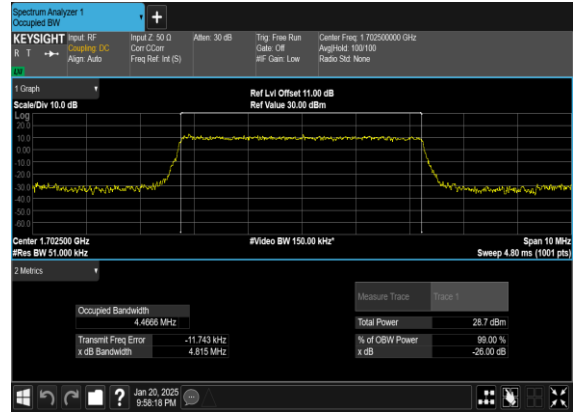 Spectrum Analyzer 1
Occupied BW
KEYSIGHT Input: RF Input Z: 50 Ω Atten: 30 dB Trig: Free Run Center Freq: 1.702500000 GHz
R T Coupling: DC Corr CCorr Gate: Off Avg|Hold: 100/100
Align: Auto Freq Ref: Int (S) #IF Gain: Low Radio Std: None
LM
1 Graph
Ref Lvl Offset 11.00 dB
Scale/Div 10.0 dB Ref Value 30.00 dBm
Log
20.0
10.0
0.00
-10.0
-20.0
-30.0
-40.0
-50.0
-60.0
Center 1.702500 GHz #Video BW 150.00 kHz* Span 10 MHz
#Res BW 51.000 kHz Sweep 4.80 ms (1001 pts)
2 Metrics
Measure Trace Trace 1
Occupied Bandwidth
4.4666 MHz Total Power 28.7 dBm
Transmit Freq Error -11.743 kHz % of OBW Power 99.00 %
x dB Bandwidth 4.815 MHz x dB -26.00 dB
Jan 20, 2025
9:58:18 PM